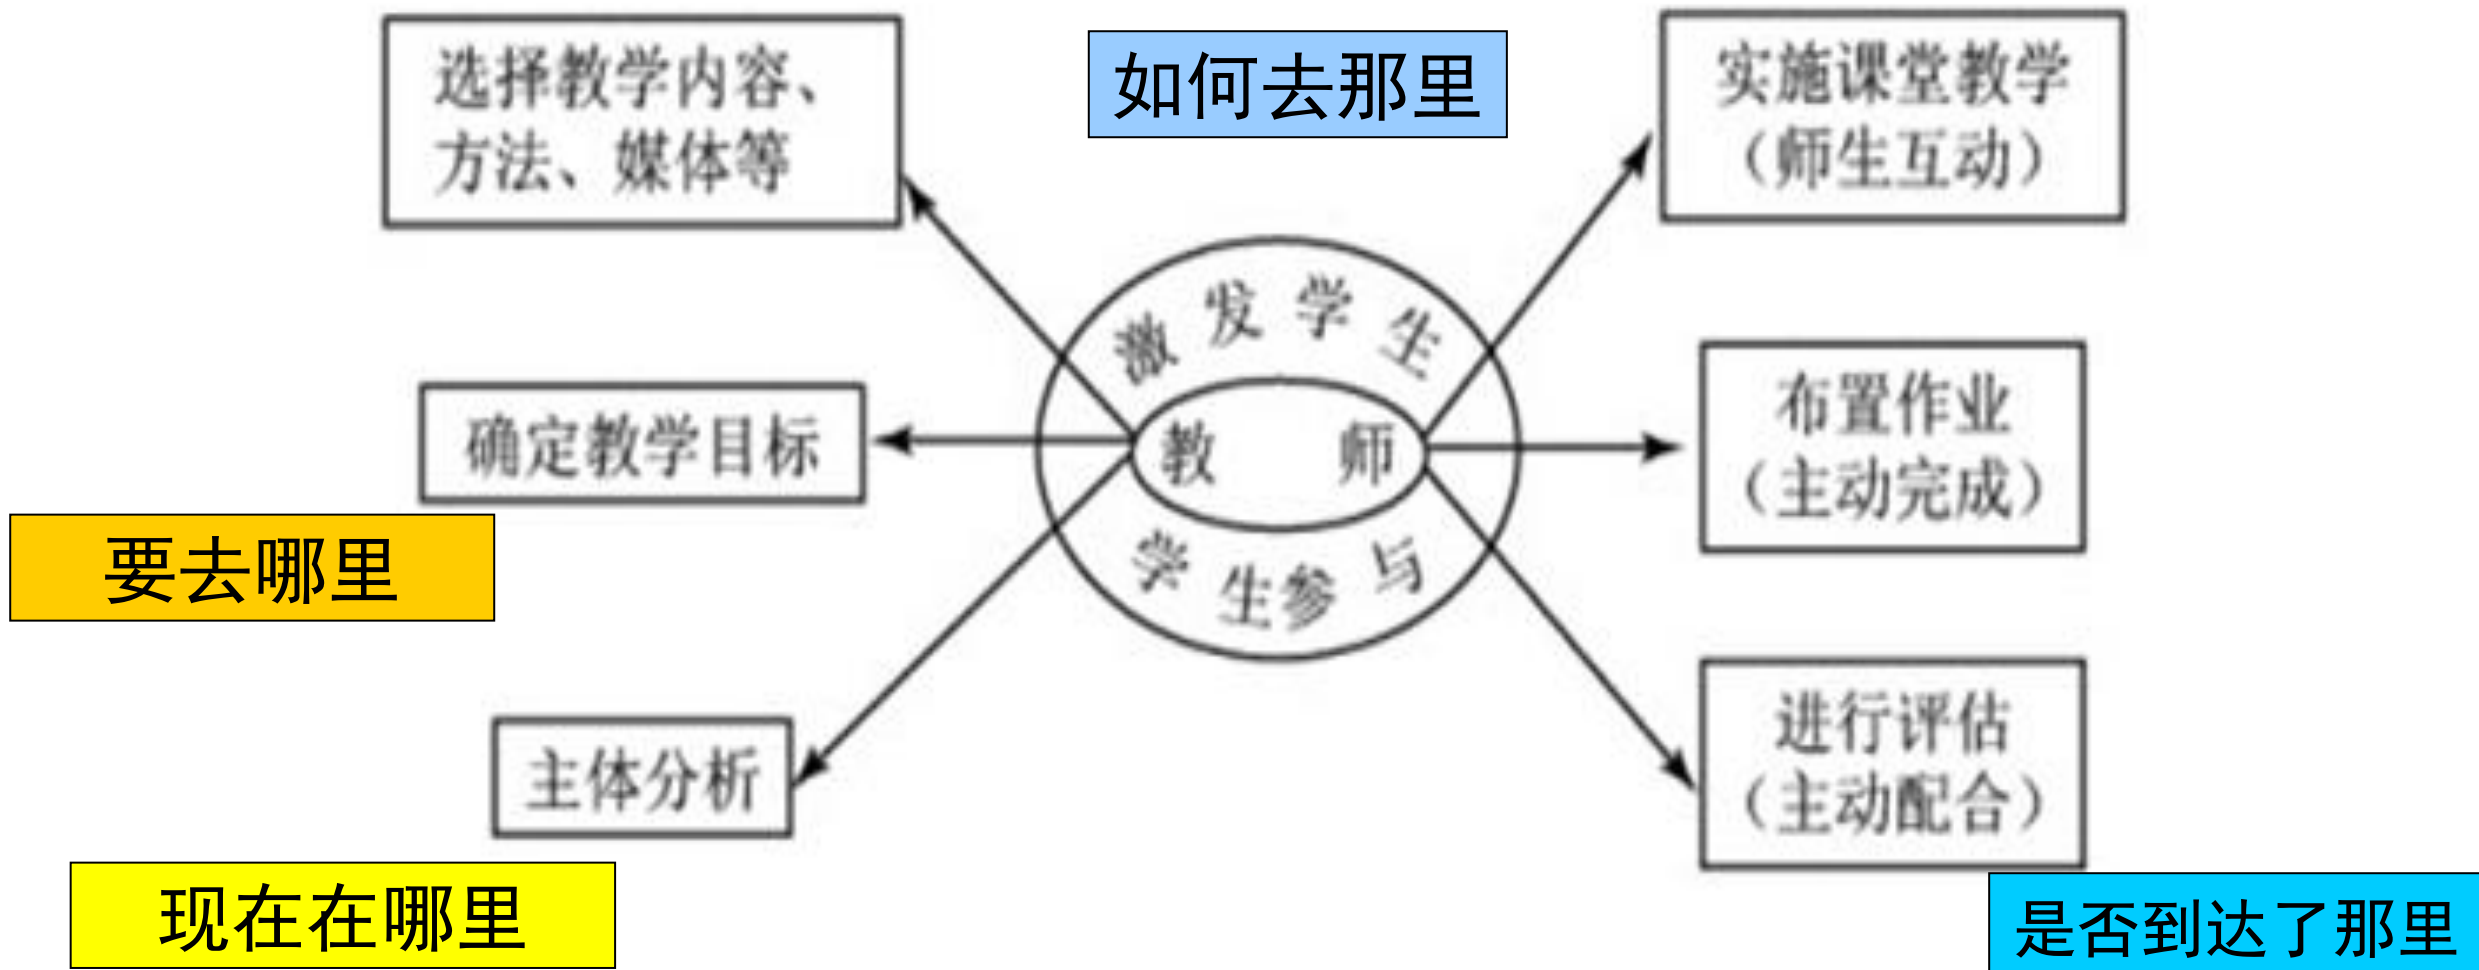 选择教学内容、
方法、媒体等
如何去那里
实施课堂教学
（师生互动）
激发学生
教 师
学生参与
确定教学目标
布置作业
（主动完成）
要去哪里
主体分析
进行评估
（主动配合）
现在在哪里
是否到达了那里